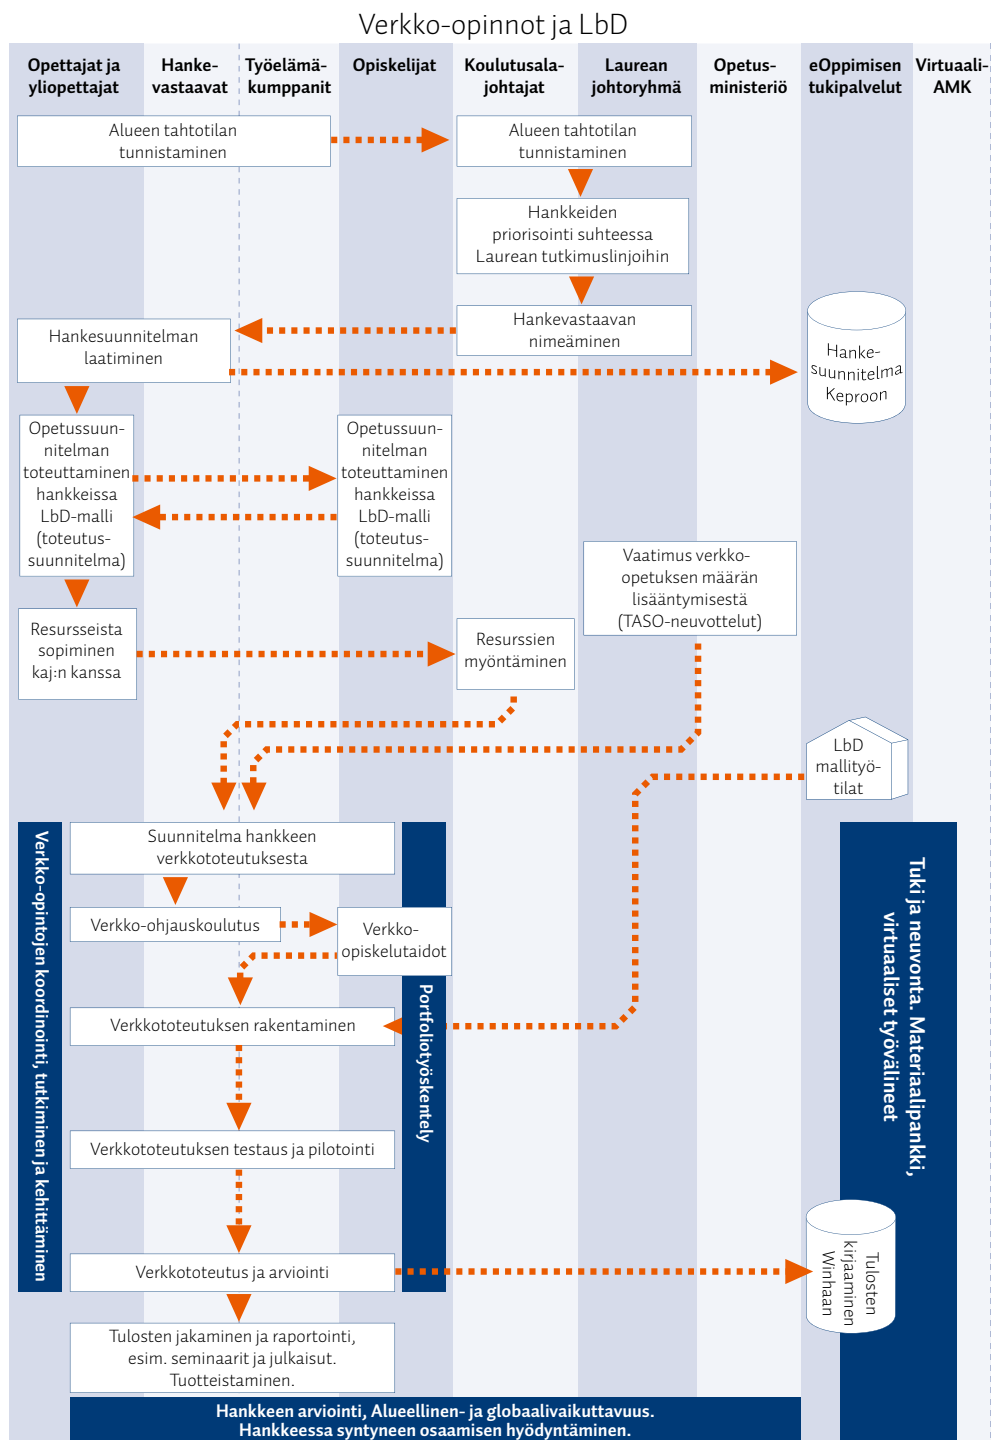 Verkko-opinnot ja LbD
Opettajat ja
yliopettajat
Hanke-
vastaavat
Työelämä-
kumppanit
Opiskelijat
Koulutusala-
johtajat
Laurean
johtoryhmä
Opetus-
ministeriö
eOppimisen
tukipalvelut
Virtuaali-
AMK
Alueen tahtotilan
tunnistaminen
Alueen tahtotilan
tunnistaminen
Hankkeiden
priorisointi suhteessa
Laurean tutkimuslinjoihin
Hankevastaavan
nimeäminen
Hankesuunnitelman
laatiminen
Hanke-
suunnitelma
Keproon
Opetussuun-
nitelman
toteuttaminen
hankkeissa
LbD-malli
(toteutus-
suunnitelma)
Opetussuun-
nitelman
toteuttaminen
hankkeissa
LbD-malli
(toteutus-
suunnitelma)
Vaatimus verkko-
opetuksen määrän
lisääntymisestä
(TASO-neuvottelut)
Resursseista
sopiminen
kaj:n kanssa
Resurssien
myöntäminen
LbD
mallityö-
tilat
Suunnitelma hankkeen
verkkototeutuksesta
Verkko-ohjauskoulutus
Verkko-
opiskelutaidot
Verkkototeutuksen rakentaminen
Verkkototeutuksen testaus ja pilotointi
Verkkototeutus ja arviointi
Verkko-opintojen koordinointi, tutkiminen ja kehittäminen
Portfoliotyöskentely
Tuki ja neuvonta. Materiaalipankki,
virtuaaliset työvälineet
Tulosten
kirjaaminen
Winhaan
Tulosten jakaminen ja raportointi,
esim. seminaarit ja julkaisut.
Tuotteistaminen.
Hankkeen arviointi, Alueellinen- ja globaalivaikuttavuus.
Hankkeessa syntyneen osaamisen hyödyntäminen.